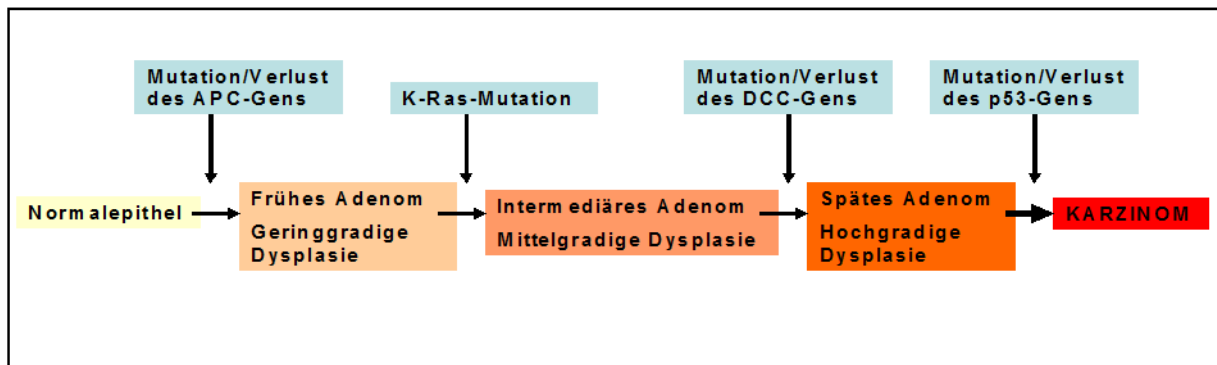 Mutation/Verlust
des APC-Gens
K-Ras-Mutation
Mutation/Verlust
des DCC-Gens
Mutation/Verlust
des p53-Gens
Normalepithel
Frühes Adenom
Geringgradige
Dysplasie
Intermediäres Adenom
Mittelgradige Dysplasie
Spätes Adenom
Hochgradige
Dysplasie
KARZINOM